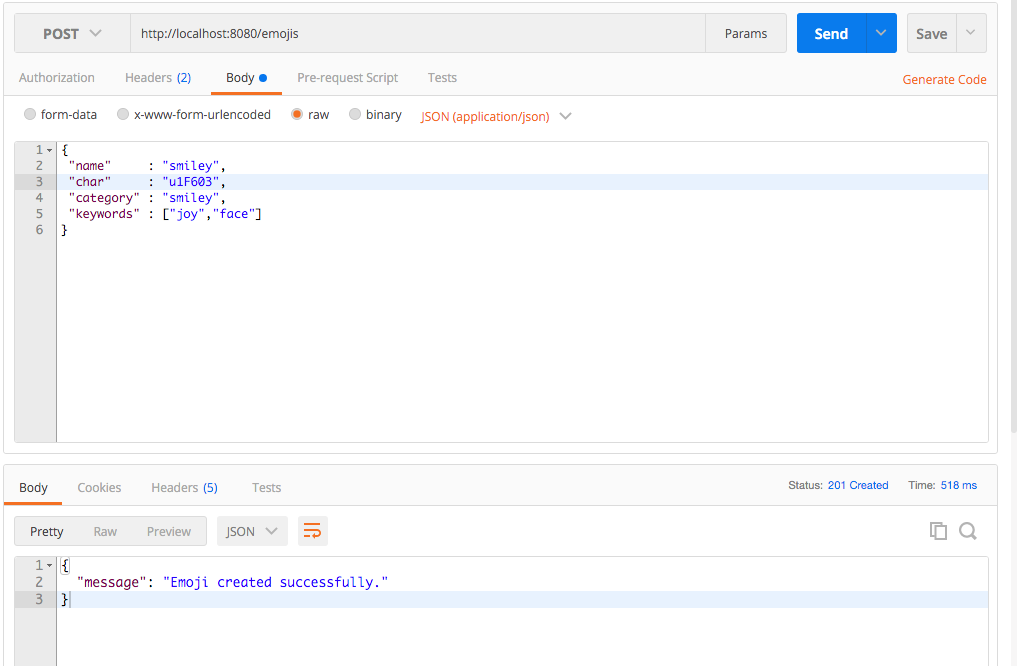 POST http://localhost:8080/emojis Params Send Save
Authorization Headers (2) Body Pre-request Script Tests Generate Code
form-data x-www-form-urlencoded raw binary JSON (application/json)
1 {
2 "name" : "smiley",
3 "char" : "u1F603",
4 "category" : "smiley",
5 "keywords" : ["joy","face"]
6 }
Body Cookies Headers (5) Tests Status: 201 Created Time: 518 ms
Pretty Raw Preview JSON
1 {
2 "message": "Emoji created successfully."
3 }